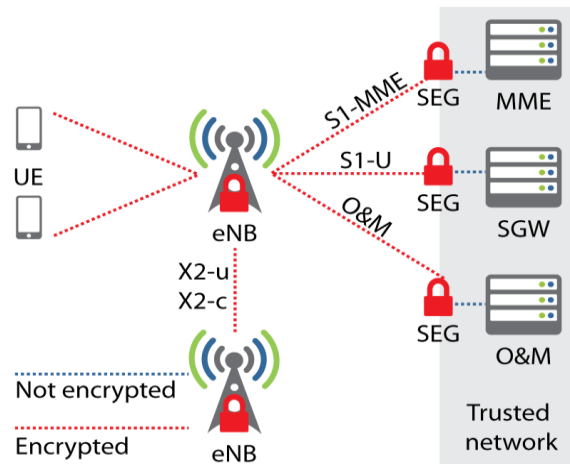 S1-MME
SEG
MME
UE
S1-U
eNB
SEG
SGW
O&M
X2-u
X2-c
SEG
O&M
Not encrypted
Encrypted
eNB
Trusted
network